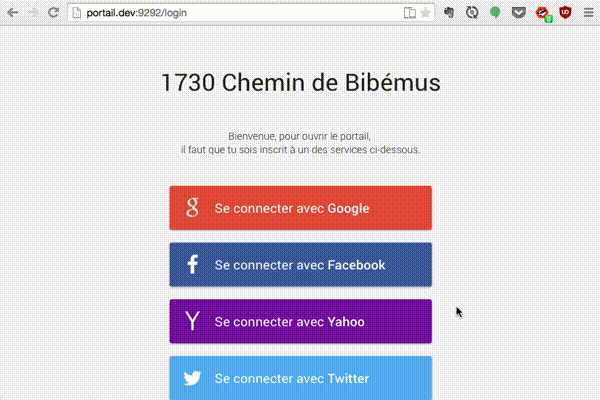 portail.dev:9292/login
1730 Chemin de Bibémus
Bienvenue, pour ouvrir le portail,
il faut que tu sois inscrit à un des services ci-dessous.
Se connecter avec Google
Se connecter avec Facebook
Se connecter avec Yahoo
Se connecter avec Twitter